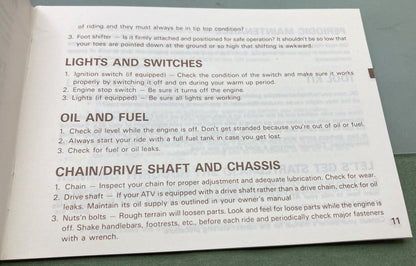 of riding and they must always be in tip top condition!
3. Foot shifter — Is it firmly attached and positioned for safe operation? It shouldn't be so low that
your toes are pointed down at the ground or so high that shifting is awkward.
LIGHTS AND SWITCHES
1. Ignition switch (if equipped) — Check the condition of the switch and make sure it works
properly by switching it off and on during your warm up period.
2. Engine stop switch — Be sure it turns off the engine.
3. Lights (if equipped) — Be sure all lights are working.
OIL AND FUEL
1. Check oil level while the engine is off. Don't get stranded because you're out of oil or fuel.
2. Always start your ride with a full fuel tank in case you get lost.
3. Check for fuel or oil leaks.
CHAIN/DRIVE SHAFT AND CHASSIS
1. Chain — Inspect your chain for proper adjustment and adequate lubrication. Check for wear.
2. Drive shaft — If your ATV is equipped with a drive shaft rather than a drive chain, check for oil
leaks. Maintain its oil supply as outlined in your owner's manual
3. Nuts'n bolts — Rough terrain will loosen parts. Look and feel for loose parts while the engine is
off. Shake handlebars, footrests, etc., before each ride and periodically check major fasteners
with a wrench.
11